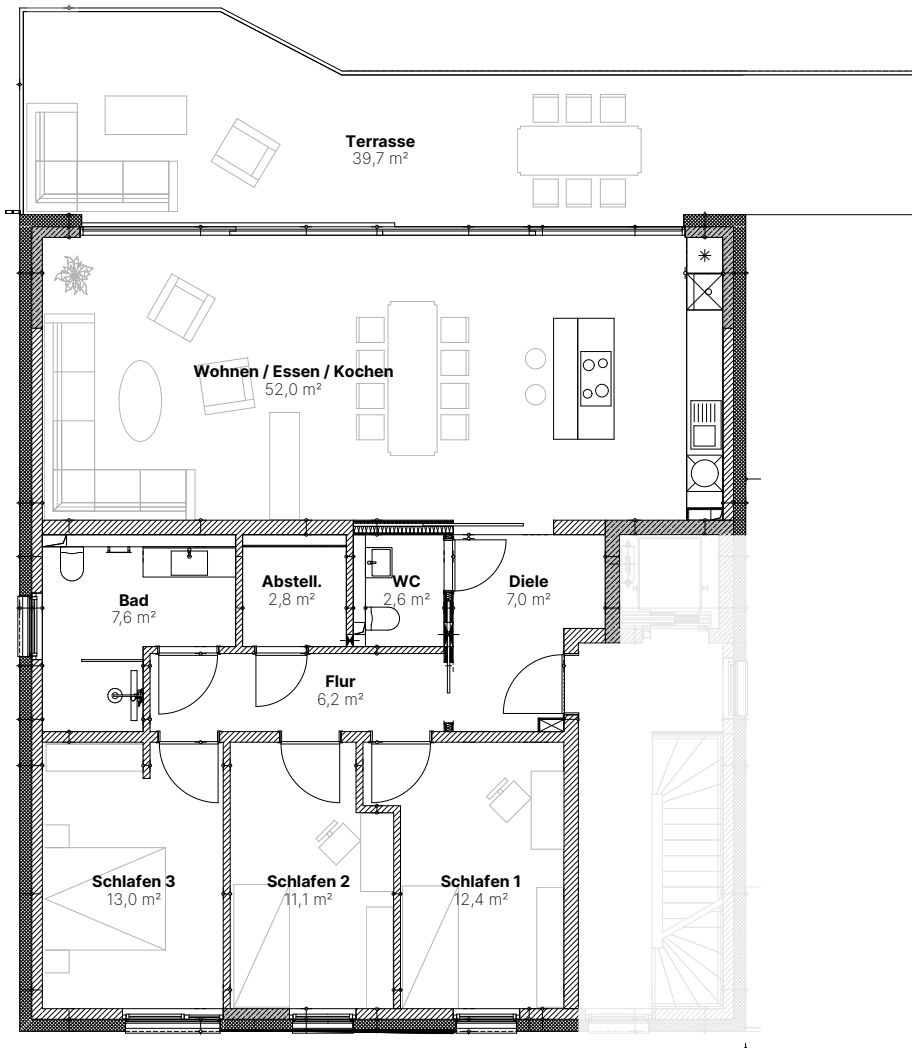 Terrasse
39,7 m²
Wohnen / Essen / Kochen
52,0 m²
Bad
7,6 m²
Abstell.
2,8 m²
WC
2,6 m²
Diele
7,0 m²
Flur
6,2 m²
Schlafen 3
13,0 m²
Schlafen 2
11,1 m²
Schlafen 1
12,4 m²